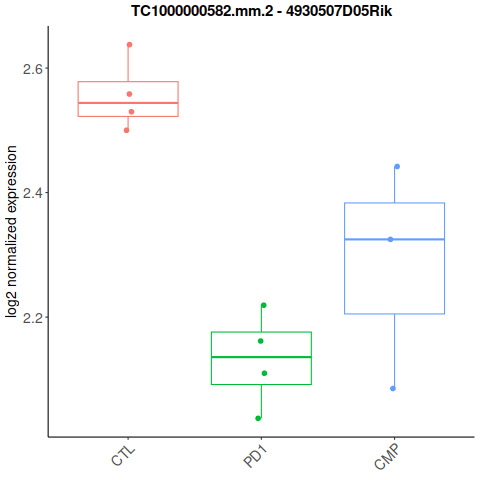 TC1000000582.mm.2 - 4930507D05Rik
log2 normalized expression
2.6
2.4
2.2
CTL
PD1
CMP